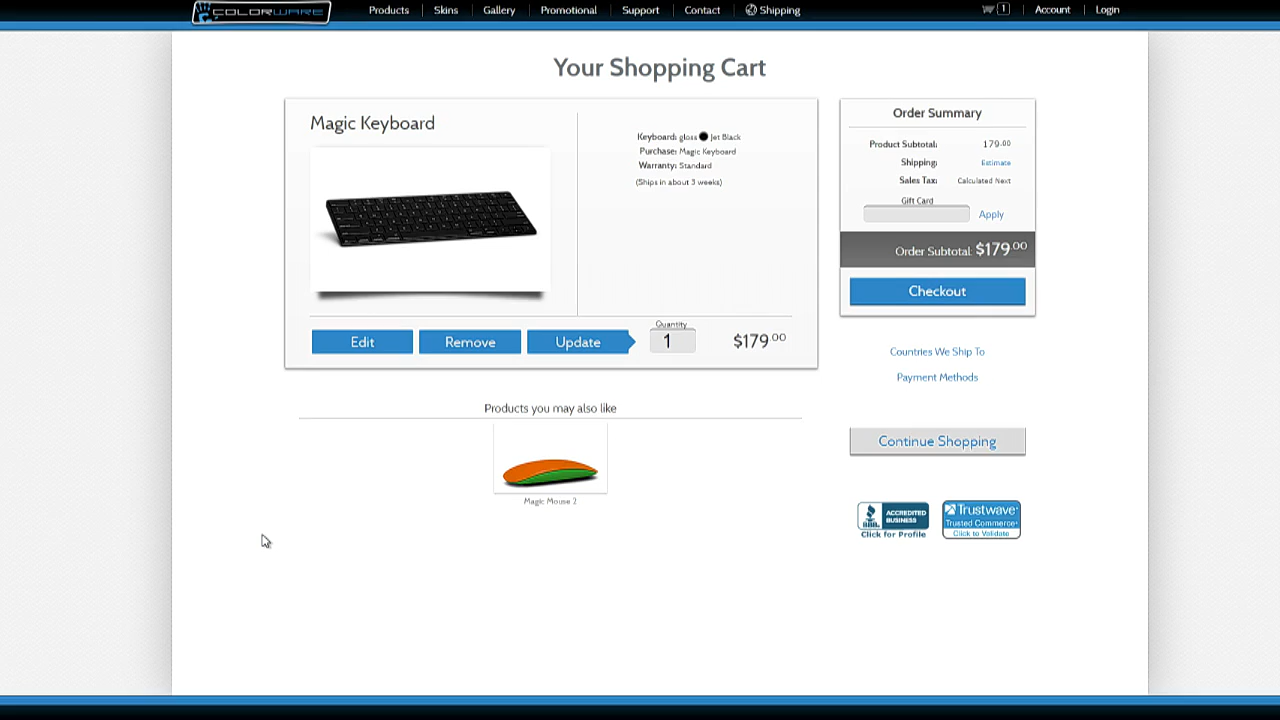 COLORWARE
Products
Skins
Gallery
Promotional
Support
Contact
Shipping
1
Account
Login
Your Shopping Cart
Magic Keyboard
Keyboard: gloss Jet Black
Purchase: Magic Keyboard
Warranty: Standard
(Ships in about 3 weeks)
Edit
Remove
Update
Quantity
1
$179.00
Products you may also like
Magic Mouse 2
Order Summary
Product Subtotal: 179.00
Shipping: Estimate
Sales Tax: Calculated Next
Gift Card
Apply
Order Subtotal: $179.00
Checkout
Countries We Ship To
Payment Methods
Continue Shopping
BBB
ACCREDITED
BUSINESS
Click for Profile
Trustwave
Trusted Commerce
Click to Validate